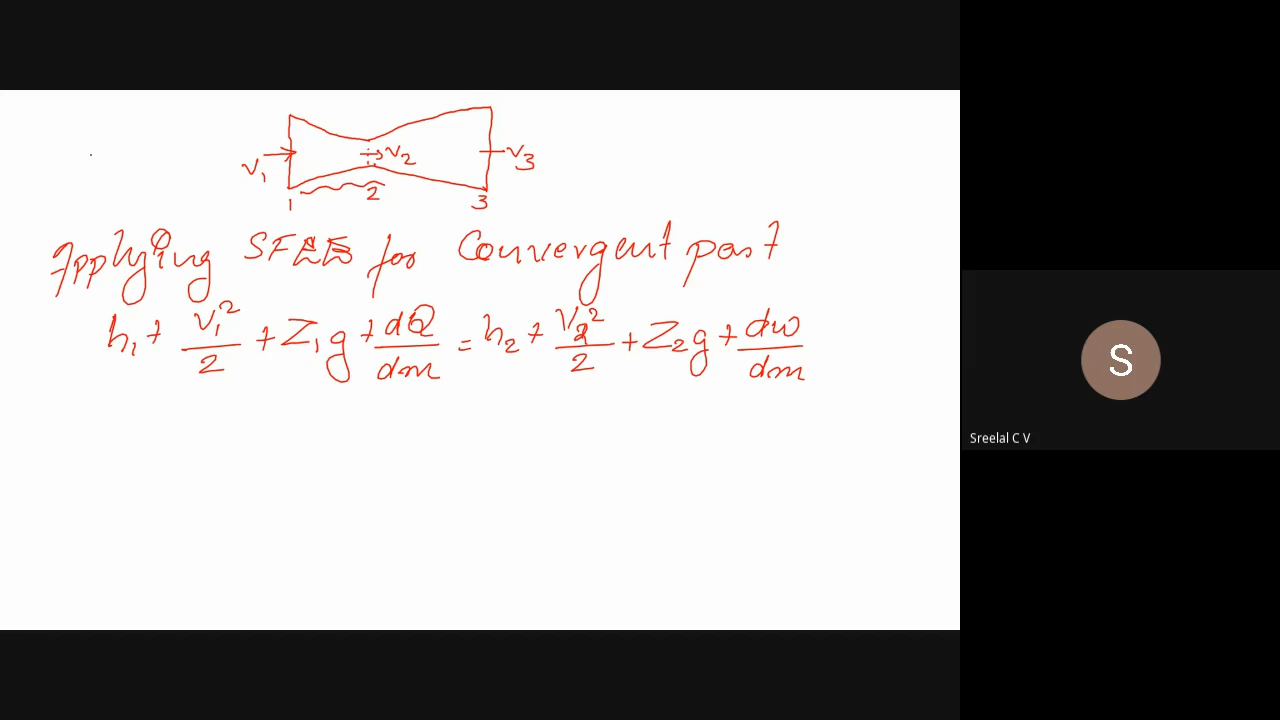 V₁ → V₂ V₃
1 2 3
Applying SFEE for Convergent part
h₁ + V₁²/2 + Z₁g + dQ/dm = h₂ + V₂²/2 + Z₂g + dw/dm
S
Sreelal C V